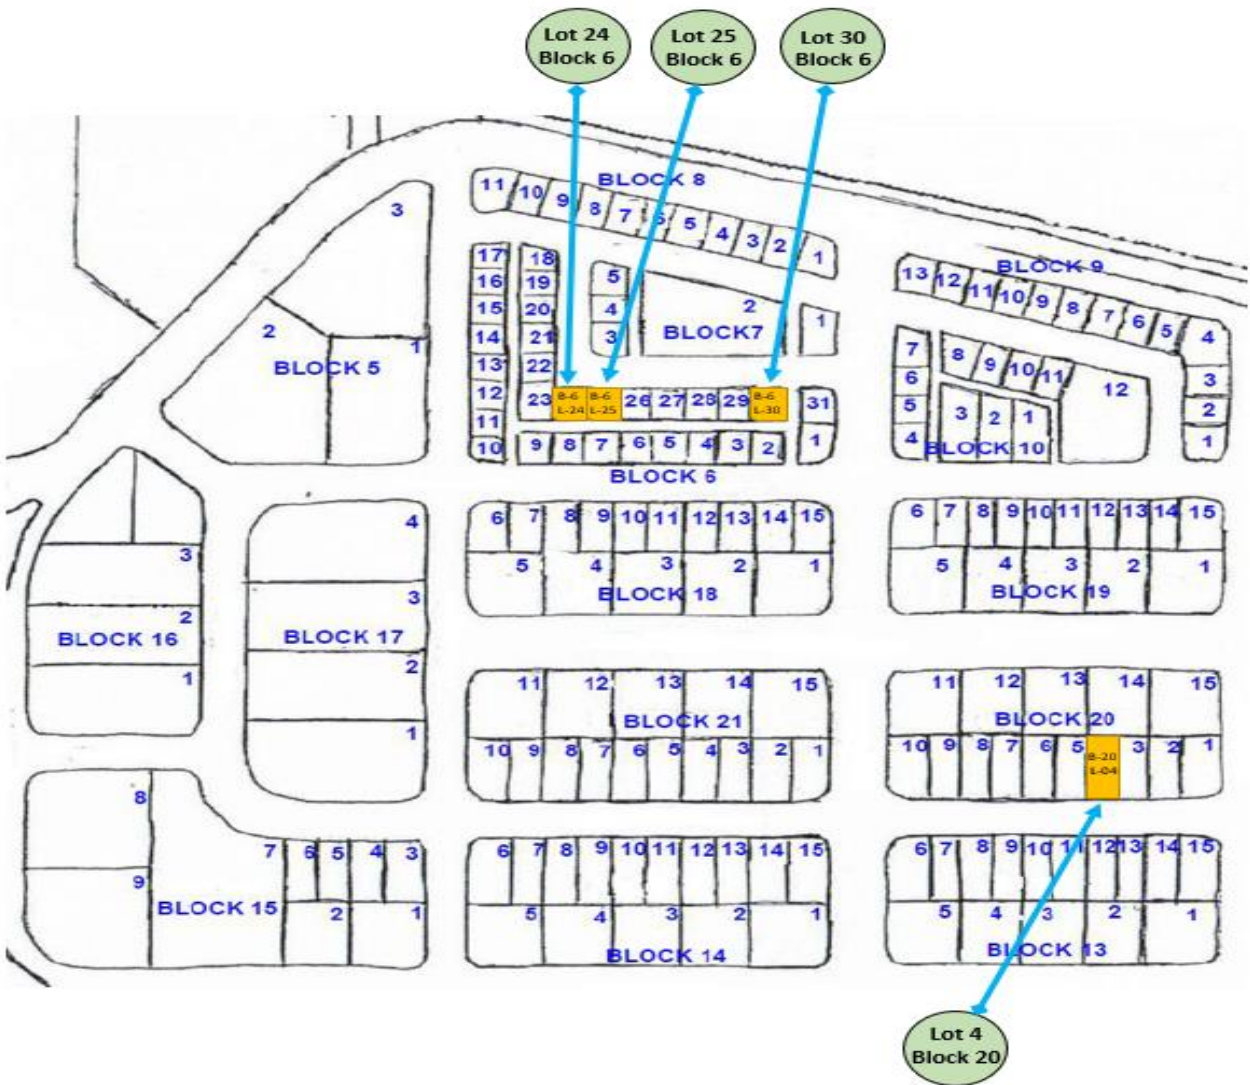 Lot 24
Block 6
Lot 25
Block 6
Lot 30
Block 6
BLOCK 8
11 10 9 8 7 6 5 4 3 2 1
3
2
1
BLOCK 5
17 18
16 19
15 20
14 21
13 22
12
11
10
5
4
3
2
BLOCK7
1
23 B-6 L-24 B-6 L-25 26 27 28 29 B-6 L-30 31
9 8 7 6 5 4 3 2 1
BLOCK 6
BLOCK 9
13 12 11 10 9 8 7 6 5 4
3
2
1
7
6
5
4
8 9 10 11 12
3 2 1
BLOCK 10
3
2
BLOCK 16
1
4
3
BLOCK 17
2
1
6 7 8 9 10 11 12 13 14 15
5 4 3 2 1
BLOCK 18
6 7 8 9 10 11 12 13 14 15
5 4 3 2 1
BLOCK 19
11 12 13 14 15
BLOCK 21
10 9 8 7 6 5 4 3 2 1
11 12 13 14 15
BLOCK 20
10 9 8 7 6 5 B-20 L-04 3 2 1
8
9
BLOCK 15
7 6 5 4 3
2 1
6 7 8 9 10 11 12 13 14 15
5 4 3 2 1
BLOCK 14
6 7 8 9 10 11 12 13 14 15
5 4 3 2 1
BLOCK 13
Lot 4
Block 20